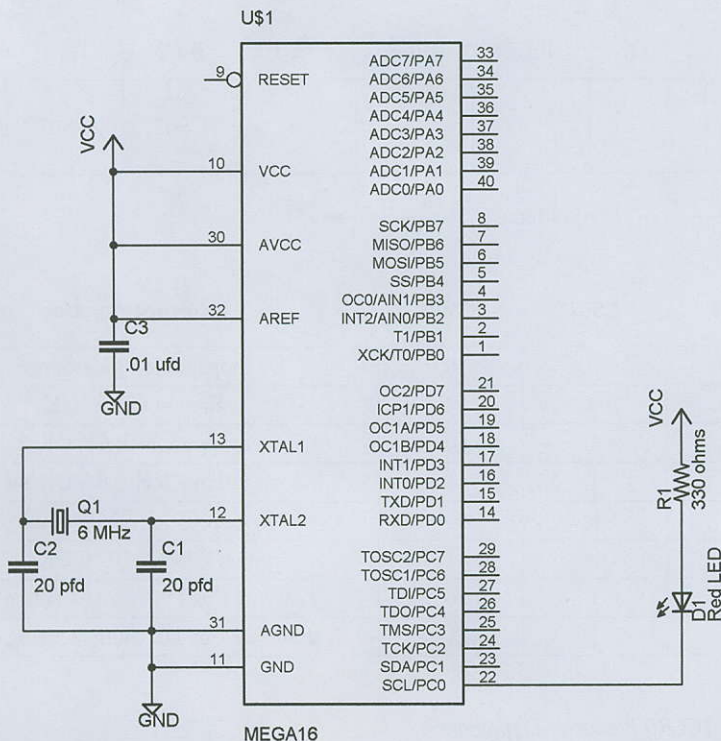 U$1
9 RESET
VCC
10 VCC
30 AVCC
32 AREF
C3
.01 ufd
GND
13 XTAL1
Q1
6 MHz
12 XTAL2
C2
20 pfd
C1
20 pfd
31 AGND
11 GND
GND
MEGA16
ADC7/PA7 33
ADC6/PA6 34
ADC5/PA5 35
ADC4/PA4 36
ADC3/PA3 37
ADC2/PA2 38
ADC1/PA1 39
ADC0/PA0 40
SCK/PB7 8
MISO/PB6 7
MOSI/PB5 6
SS/PB4 5
OC0/AIN1/PB3 4
INT2/AIN0/PB2 3
T1/PB1 2
XCK/T0/PB0 1
OC2/PD7 21
ICP1/PD6 20
OC1A/PD5 19
OC1B/PD4 18
INT1/PD3 17
INT0/PD2 16
TXD/PD1 15
RXD/PD0 14
TOSC2/PC7 29
TOSC1/PC6 28
TDI/PC5 27
TDO/PC4 26
TMS/PC3 25
TCK/PC2 24
SDA/PC1 23
SCL/PC0 22
VCC
R1
330 ohms
D1
Red LED